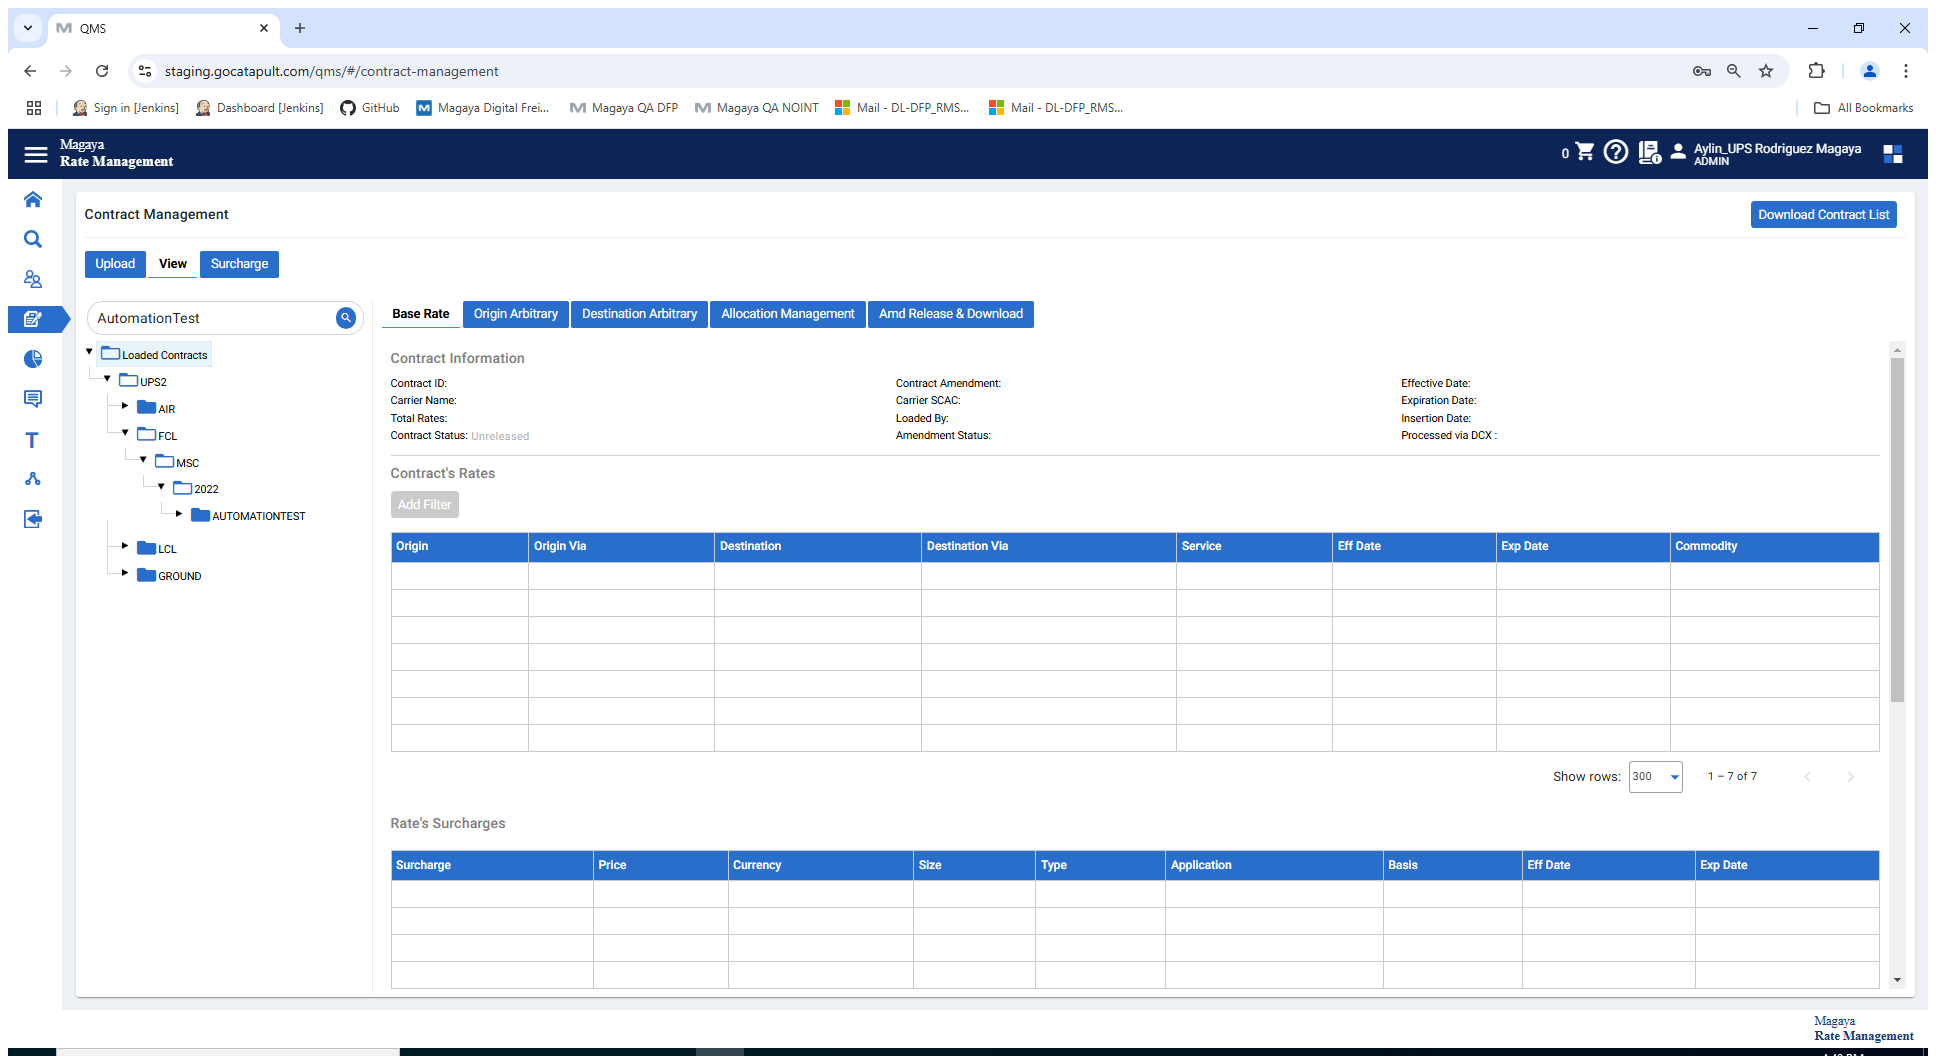 QMS
staging.gocatapult.com/qms/#/contract-management
Sign in [Jenkins]
Dashboard [Jenkins]
GitHub
Magaya Digital Frei...
Magaya QA DFP
Magaya QA NOINT
Mail - DL-DFP_RMS...
Mail - DL-DFP_RMS...
All Bookmarks
Magaya
Rate Management
0
Aylin_UPS Rodriguez Magaya
ADMIN
Contract Management
Download Contract List
Upload
View
Surcharge
AutomationTest
Loaded Contracts
UPS2
AIR
FCL
MSC
2022
AUTOMATIONTEST
LCL
GROUND
Base Rate
Origin Arbitrary
Destination Arbitrary
Allocation Management
Amd Release & Download
Contract Information
Contract ID:
Contract Amendment:
Effective Date:
Carrier Name:
Carrier SCAC:
Expiration Date:
Total Rates:
Loaded By:
Insertion Date:
Contract Status: Unreleased
Amendment Status:
Processed via DCX :
Contract's Rates
Add Filter
Origin
Origin Via
Destination
Destination Via
Service
Eff Date
Exp Date
Commodity
Show rows:
300
1 – 7 of 7
Rate's Surcharges
Surcharge
Price
Currency
Size
Type
Application
Basis
Eff Date
Exp Date
Magaya
Rate Management